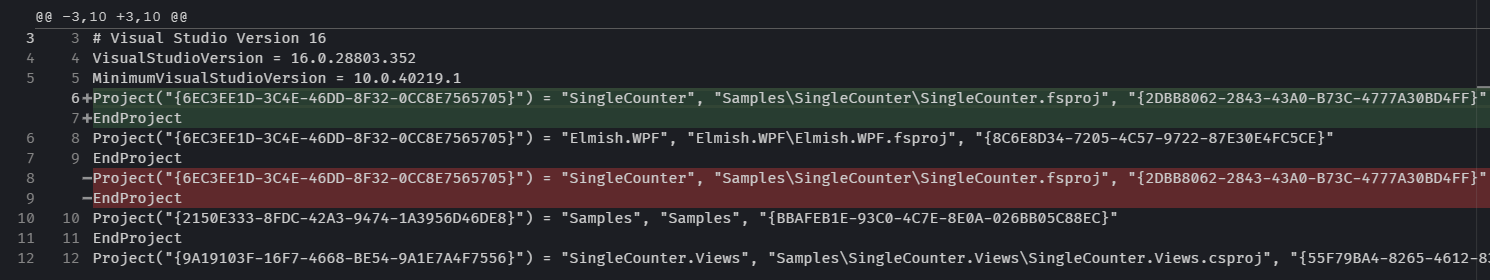 @@ -3,10 +3,10 @@
3 3 # Visual Studio Version 16
4 4 VisualStudioVersion = 16.0.28803.352
5 5 MinimumVisualStudioVersion = 10.0.40219.1
6 +Project("{6EC3EE1D-3C4E-46DD-8F32-0CC8E7565705}") = "SingleCounter", "Samples\SingleCounter\SingleCounter.fsproj", "{2DBB8062-2843-43A0-B73C-4777A30BD4FF}"
7 +EndProject
6 8 Project("{6EC3EE1D-3C4E-46DD-8F32-0CC8E7565705}") = "Elmish.WPF", "Elmish.WPF\Elmish.WPF.fsproj", "{8C6E8D34-7205-4C57-9722-87E30E4FC5CE}"
7 9 EndProject
8 -Project("{6EC3EE1D-3C4E-46DD-8F32-0CC8E7565705}") = "SingleCounter", "Samples\SingleCounter\SingleCounter.fsproj", "{2DBB8062-2843-43A0-B73C-4777A30BD4FF}"
9 -EndProject
10 10 Project("{2150E333-8FDC-42A3-9474-1A3956D46DE8}") = "Samples", "Samples", "{BBAFEB1E-93C0-4C7E-8E0A-026BB05C88EC}"
11 11 EndProject
12 12 Project("{9A19103F-16F7-4668-BE54-9A1E7A4F7556}") = "SingleCounter.Views", "Samples\SingleCounter.Views\SingleCounter.Views.csproj", "{55F79BA4-8265-4612-8